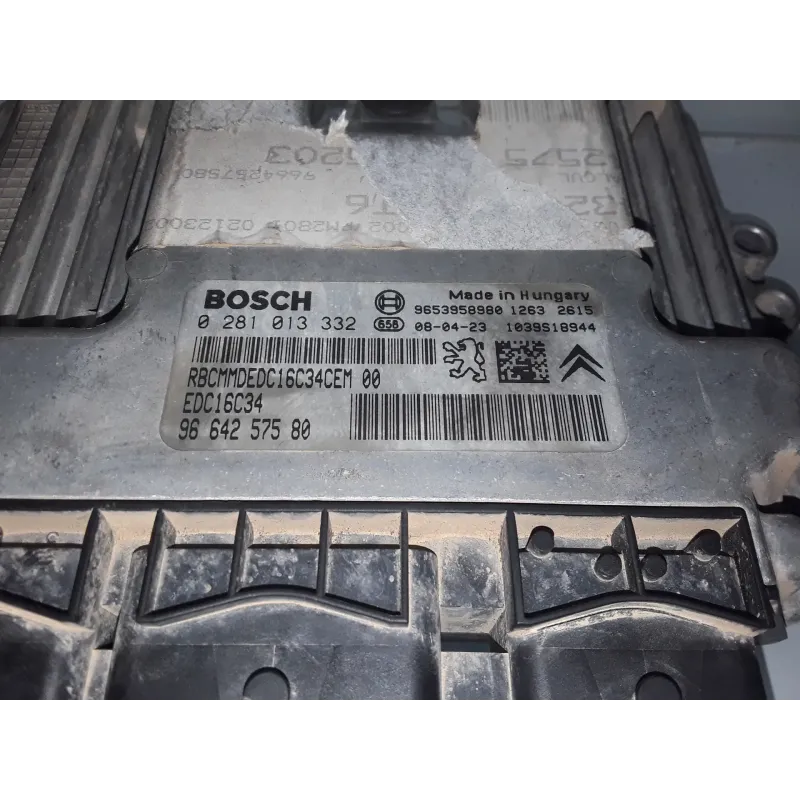 BOSCH
Made in Hungary
9653958980 1263 2615
0 281 013 332 658 08-04-23 1039S18944
RBCMMDEDC16C34CEM 00
EDC16C34
96 642 575 80
9664257580